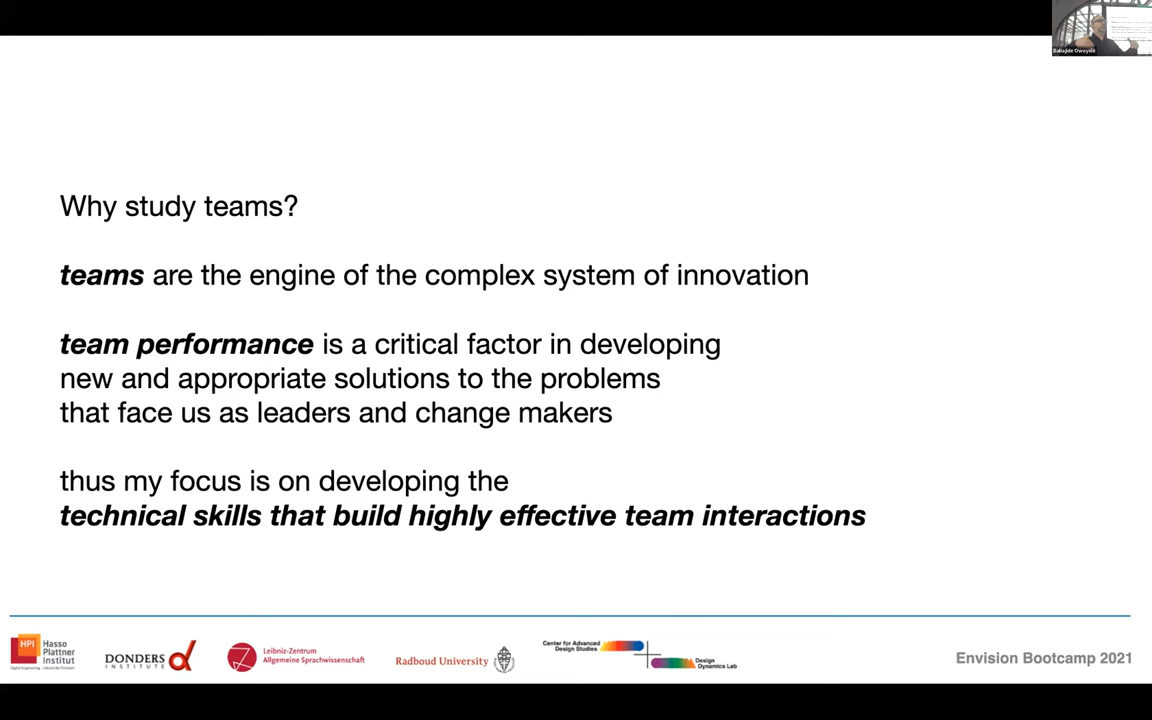 Babajide Owoyele
Why study teams?
teams are the engine of the complex system of innovation
team performance is a critical factor in developing
new and appropriate solutions to the problems
that face us as leaders and change makers
thus my focus is on developing the
technical skills that build highly effective team interactions
HPI
Hasso
Plattner
Institut
DONDERS
INSTITUTE
Leibniz-Zentrum
Allgemeine Sprachwissenschaft
Radboud University
Center for Advanced
Design Studies
Design
Dynamics Lab
Envision Bootcamp 2021